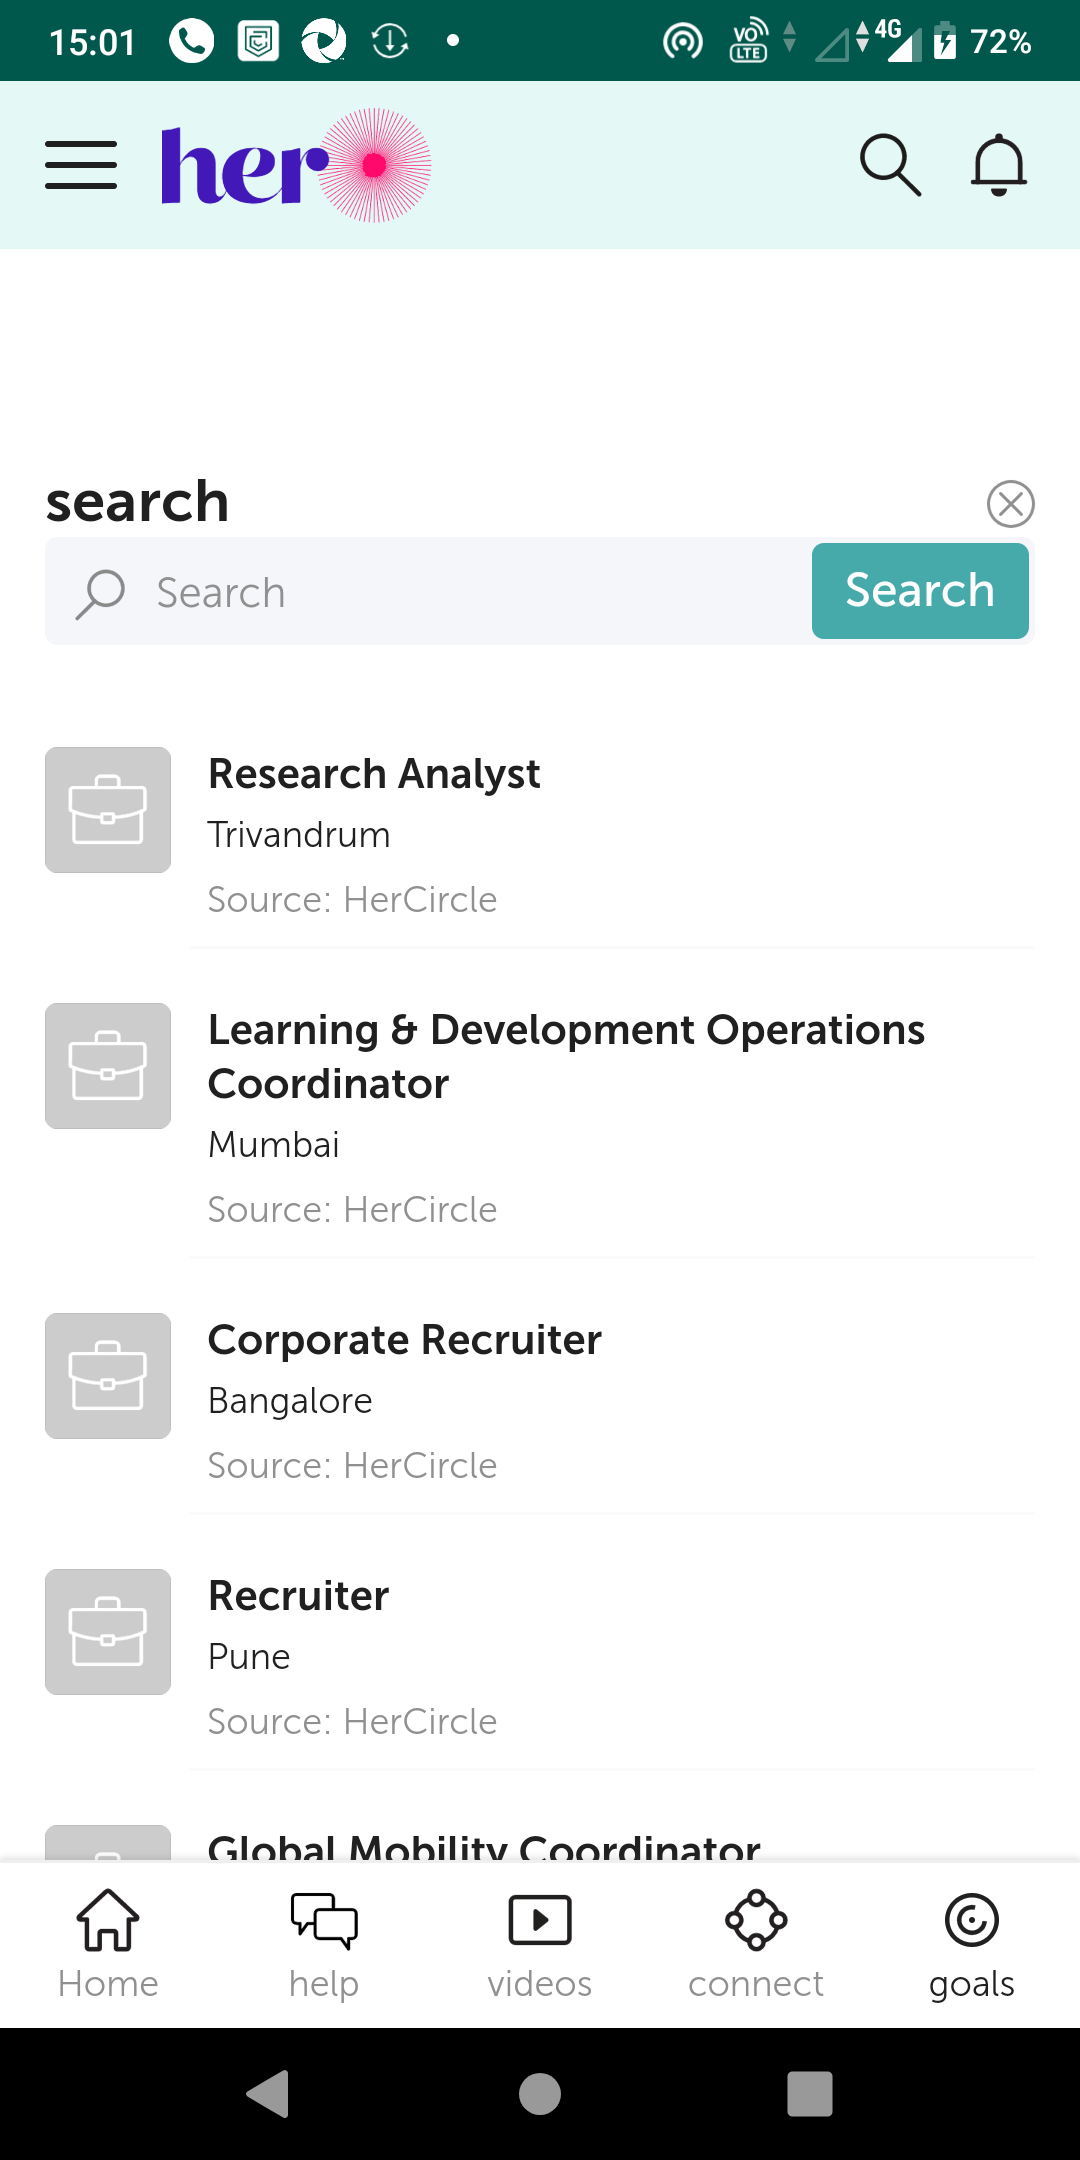 15:01
VO LTE 4G 72%
her
search
Search Search
Research Analyst
Trivandrum
Source: HerCircle
Learning & Development Operations
Coordinator
Mumbai
Source: HerCircle
Corporate Recruiter
Bangalore
Source: HerCircle
Recruiter
Pune
Source: HerCircle
Global Mobility Coordinator
Home help videos connect goals